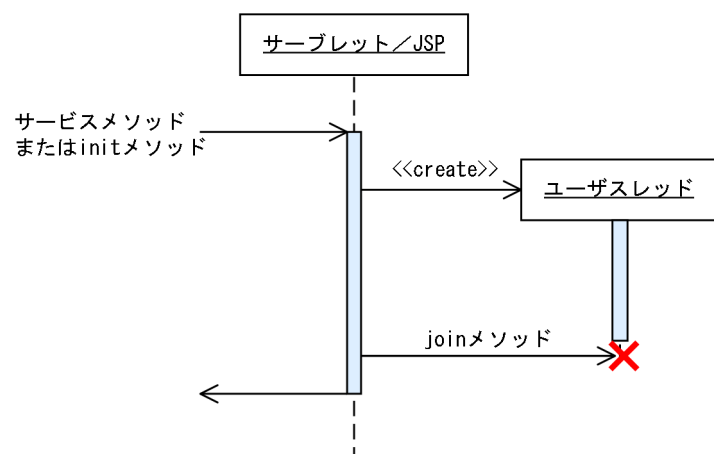 サーブレット／JSP
サービスメソッド
またはinitメソッド
<<create>>
ユーザスレッド
joinメソッド